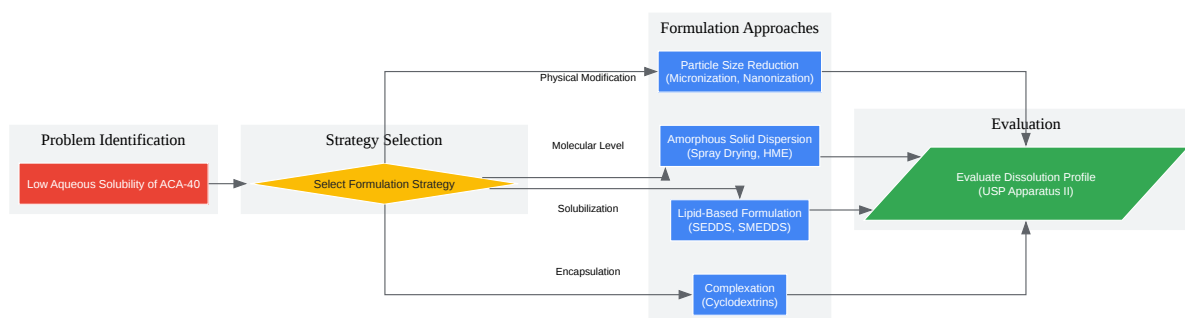 Problem Identification
Low Aqueous Solubility of ACA-40
Strategy Selection
Select Formulation Strategy
Physical Modification
Molecular Level
Solubilization
Encapsulation
Formulation Approaches
Particle Size Reduction
(Micronization, Nanonization)
Amorphous Solid Dispersion
(Spray Drying, HME)
Lipid-Based Formulation
(SEDDS, SMEDDS)
Complexation
(Cyclodextrins)
Evaluation
Evaluate Dissolution Profile
(USP Apparatus II)